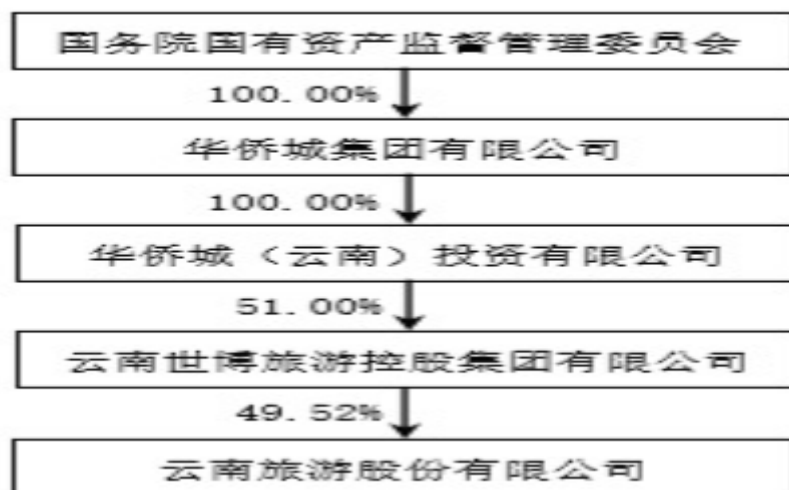 国务院国有资产监督管理委员会
100.00%
华侨城集团有限公司
100.00%
华侨城（云南）投资有限公司
51.00%
云南世博旅游控股集团有限公司
49.52%
云南旅游股份有限公司